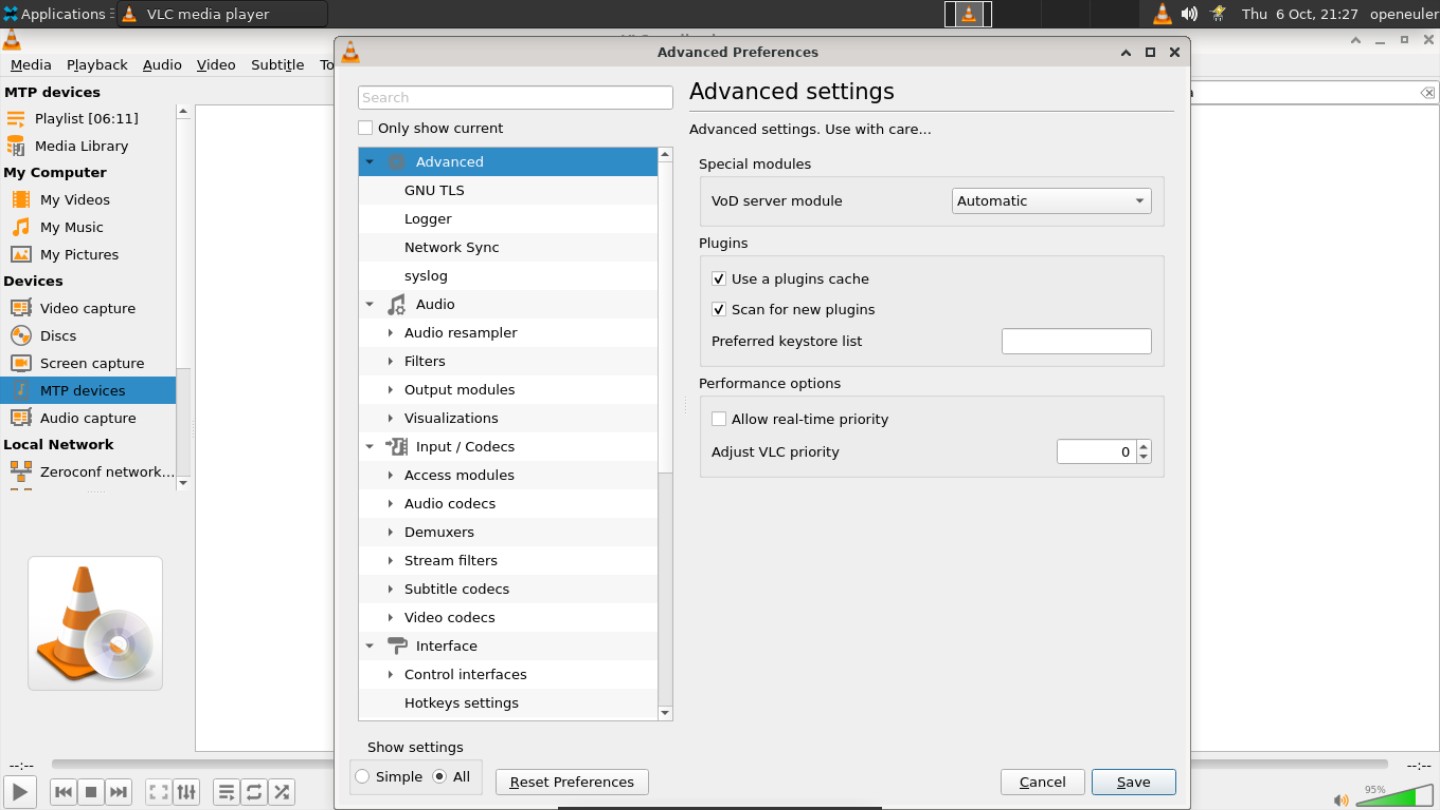 Applications
VLC media player
Thu 6 Oct, 21:27
openeuler
Advanced Preferences
Media
Playback
Audio
Video
Subtitle
To
MTP devices
Playlist [06:11]
Media Library
My Computer
My Videos
My Music
My Pictures
Devices
Video capture
Discs
Screen capture
MTP devices
Audio capture
Local Network
Zeroconf network...
Search
Only show current
Advanced
GNU TLS
Logger
Network Sync
syslog
Audio
Audio resampler
Filters
Output modules
Visualizations
Input / Codecs
Access modules
Audio codecs
Demuxers
Stream filters
Subtitle codecs
Video codecs
Interface
Control interfaces
Hotkeys settings
Show settings
Simple
All
Reset Preferences
Advanced settings
Advanced settings. Use with care...
Special modules
VoD server module
Automatic
Plugins
Use a plugins cache
Scan for new plugins
Preferred keystore list
Performance options
Allow real-time priority
Adjust VLC priority
0
Cancel
Save
--:--
--:--
95%